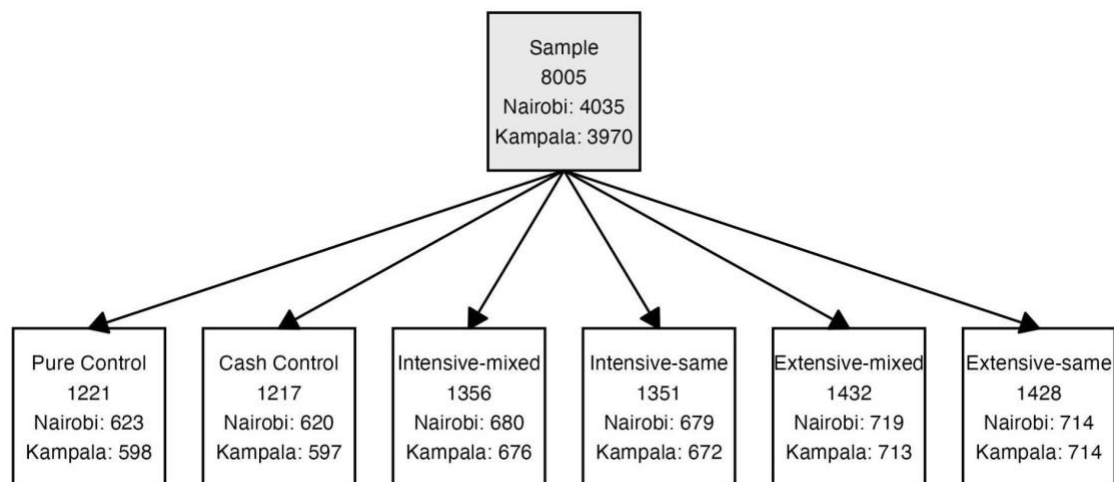 Sample
8005
Nairobi: 4035
Kampala: 3970
Pure Control
1221
Nairobi: 623
Kampala: 598
Cash Control
1217
Nairobi: 620
Kampala: 597
Intensive-mixed
1356
Nairobi: 680
Kampala: 676
Intensive-same
1351
Nairobi: 679
Kampala: 672
Extensive-mixed
1432
Nairobi: 719
Kampala: 713
Extensive-same
1428
Nairobi: 714
Kampala: 714